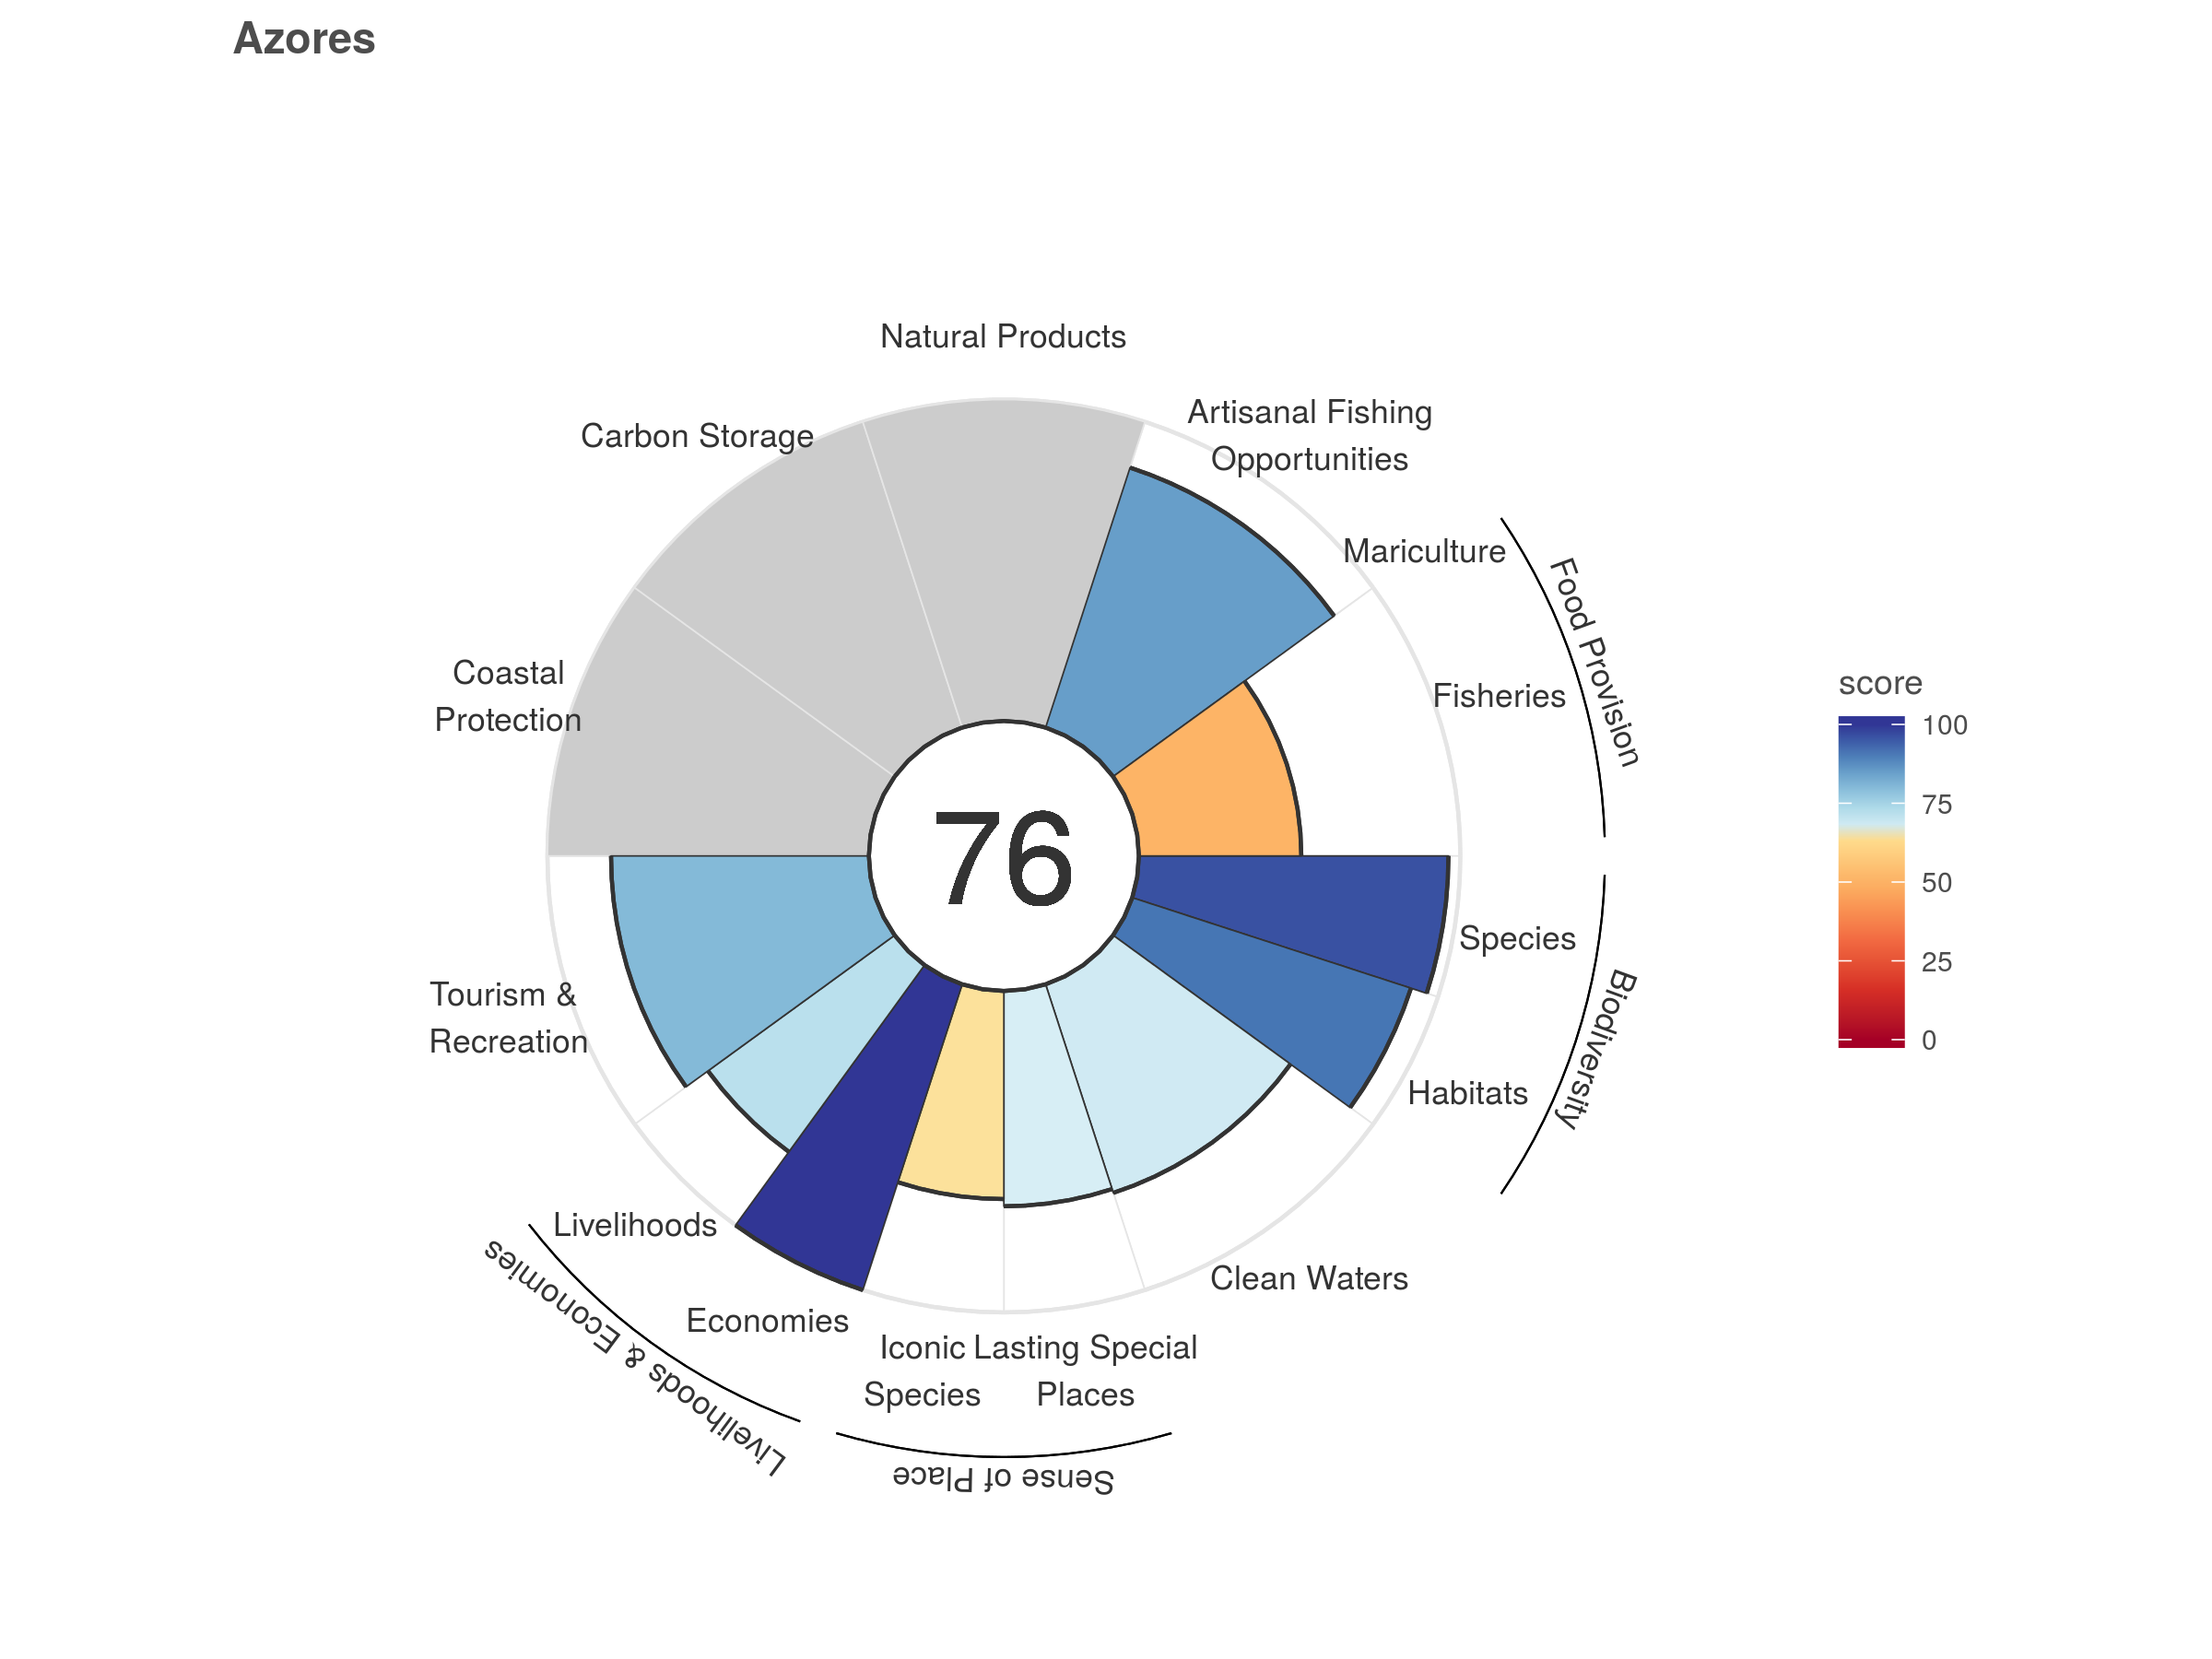 Azores
Natural Products
Artisanal Fishing
Opportunities
Carbon Storage
Mariculture
Food Provision
Fisheries
Coastal
Protection
76
Species
Biodiversity
Habitats
Tourism &
Recreation
Livelihoods
Clean Waters
Economies
Livelihoods & Economies
Iconic
Species
Lasting Special
Places
Sense of Place
score
100
75
50
25
0